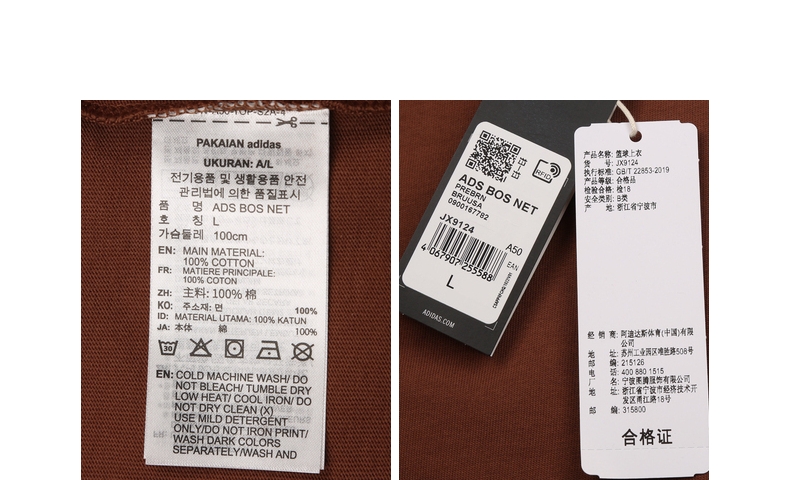 PAKAIAN adidas
UKURAN: A/L
전기용품 및 생활용품 안전
관리법에 의한 품질표시
품 명 ADS BOS NET
호 칭 L
가슴둘레 100cm
EN: MAIN MATERIAL:
100% COTTON
FR: MATIERE PRINCIPALE:
100% COTON
ZH: 主料: 100% 棉
KO: 주소재: 면 100%
ID: MATERIAL UTAMA: 100% KATUN
JA: 本体 綿 100%
30
EN: COLD MACHINE WASH/ DO
NOT BLEACH/ TUMBLE DRY
LOW HEAT/ COOL IRON/ DO
NOT DRY CLEAN (X)
USE MILD DETERGENT
ONLY/DO NOT IRON PRINT/
WASH DARK COLORS
SEPARATELY/WASH AND
RFID
ADS BOS NET
PREBRN
BRUUSA
0900167782
JX9124
A50
4 067907 255588
EAN
L
ADIDAS.COM
产品名称: 篮球上衣
货 号: JX9124
执行标准: GB/T 22853-2019
产品等级: 合格品
检验合格: 检18
安全类别: B类
产 地: 浙江省宁波市
经 销 商: 阿迪达斯体育(中国)有限
公司
地 址: 苏州工业园区唯胜路508号
邮 编: 215126
电 话: 400 880 1515
厂 名: 宁波图腾服饰有限公司
地 址: 浙江省宁波市经济技术开
发区甬江路18号
邮 编: 315800
合格证